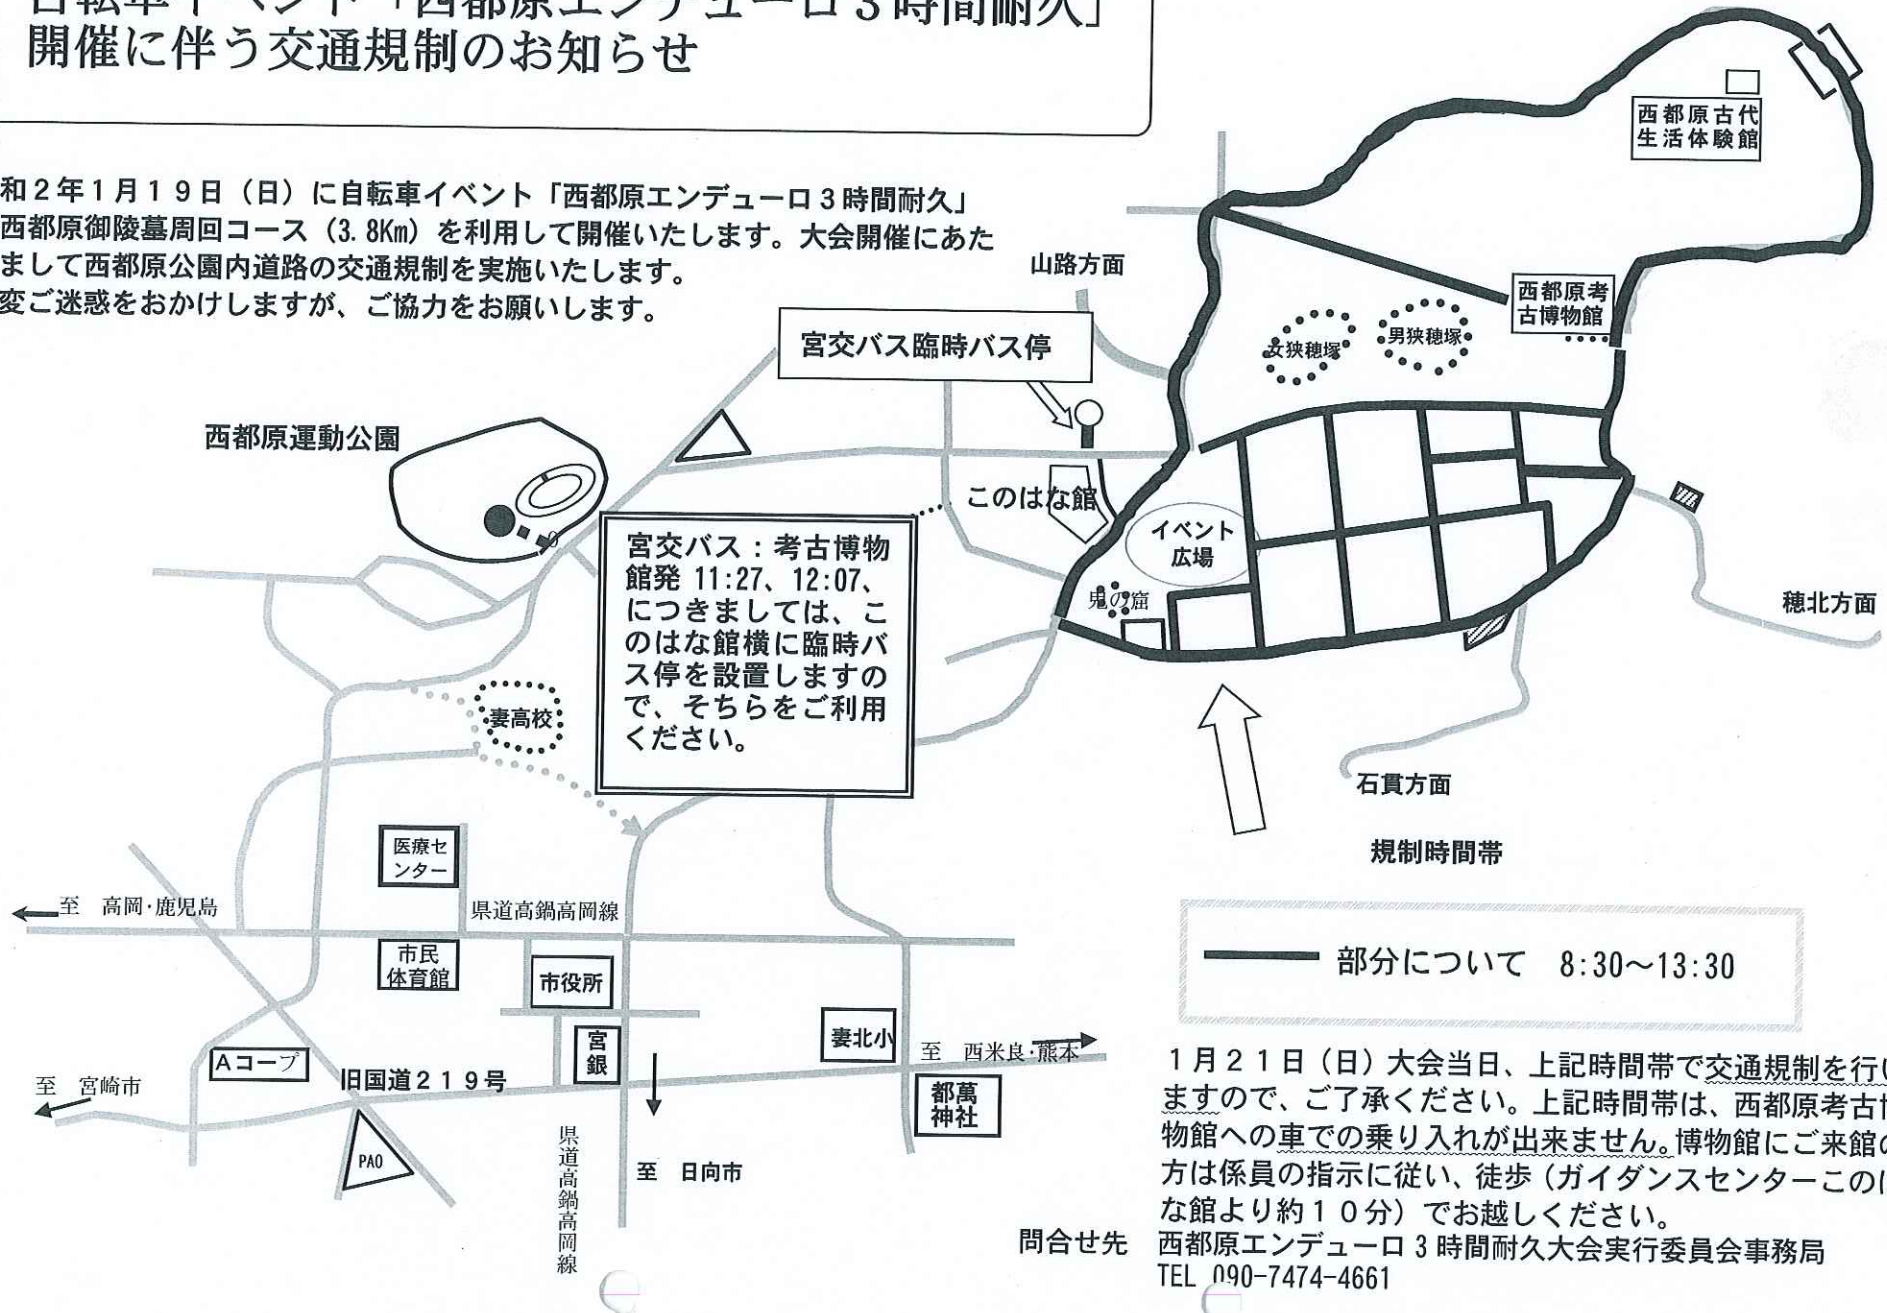 自転車イベント「西都原エンデューロ３時間耐久」
開催に伴う交通規制のお知らせ
和２年１月１９日（日）に自転車イベント「西都原エンデューロ３時間耐久」
西都原御陵墓周回コース（3.8Km）を利用して開催いたします。大会開催にあた
まして西都原公園内道路の交通規制を実施いたします。
変ご迷惑をおかけしますが、ご協力をお願いします。
西都原古代
生活体験館
山路方面
西都原考
古博物館
女狭穂塚
男狭穂塚
宮交バス臨時バス停
西都原運動公園
このはな館
イベント
広場
鬼の窟
穂北方面
宮交バス：考古博物
館発 11:27、12:07、
につきましては、こ
のはな館横に臨時バ
ス停を設置しますの
で、そちらをご利用
ください。
妻高校
石貫方面
規制時間帯
医療セ
ンター
至　高岡・鹿児島
県道高鍋高岡線
市民
体育館
市役所
部分について　8:30～13:30
宮
銀
妻北小
至　西米良・熊本
Ａコープ
旧国道２１９号
至　宮崎市
都萬
神社
PAO
県道高鍋高岡線
至　日向市
１月２１日（日）大会当日、上記時間帯で交通規制を行い
ますので、ご了承ください。上記時間帯は、西都原考古博
物館への車での乗り入れが出来ません。博物館にご来館の
方は係員の指示に従い、徒歩（ガイダンスセンターこのは
な館より約１０分）でお越しください。
問合せ先　西都原エンデューロ３時間耐久大会実行委員会事務局
TEL 090-7474-4661